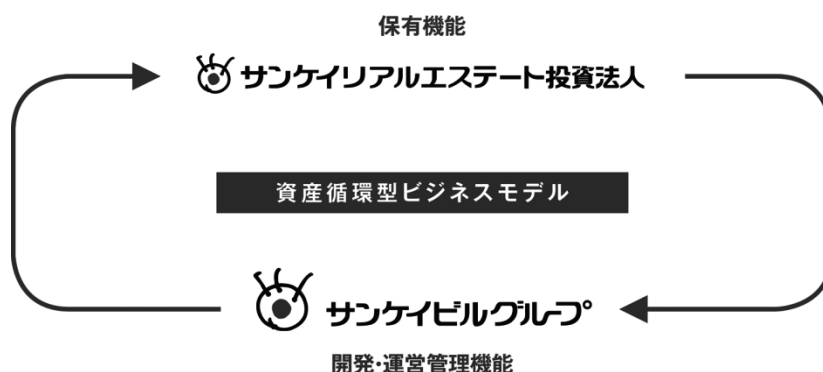 保有機能
サンケイリアルエステート投資法人
資産循環型ビジネスモデル
サンケイビルグループ
開発・運営管理機能